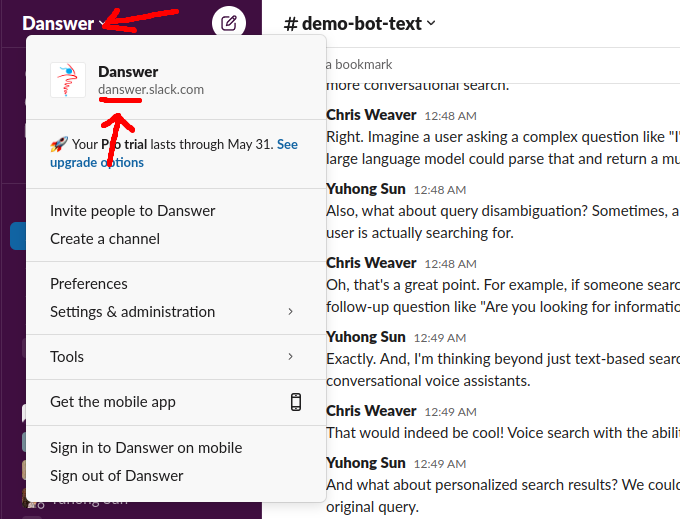 Danswer
# demo-bot-text
Danswer
danswer.slack.com
🚀 Your Pro trial lasts through May 31. See
upgrade options
Invite people to Danswer
Create a channel
Preferences
Settings & administration
Tools
Get the mobile app
Sign in to Danswer on mobile
Sign out of Danswer
Yuhong Sun
a bookmark
more conversational search.
Chris Weaver 12:48 AM
Right. Imagine a user asking a complex question like "I
large language model could parse that and return a mu
Yuhong Sun 12:48 AM
Also, what about query disambiguation? Sometimes, a
user is actually searching for.
Chris Weaver 12:48 AM
Oh, that's a great point. For example, if someone sear
follow-up question like "Are you looking for informatio
Yuhong Sun 12:49 AM
Exactly. And, I'm thinking beyond just text-based sear
conversational voice assistants.
Chris Weaver 12:49 AM
That would indeed be cool! Voice search with the abili
Yuhong Sun 12:49 AM
And what about personalized search results? We coul
original query.